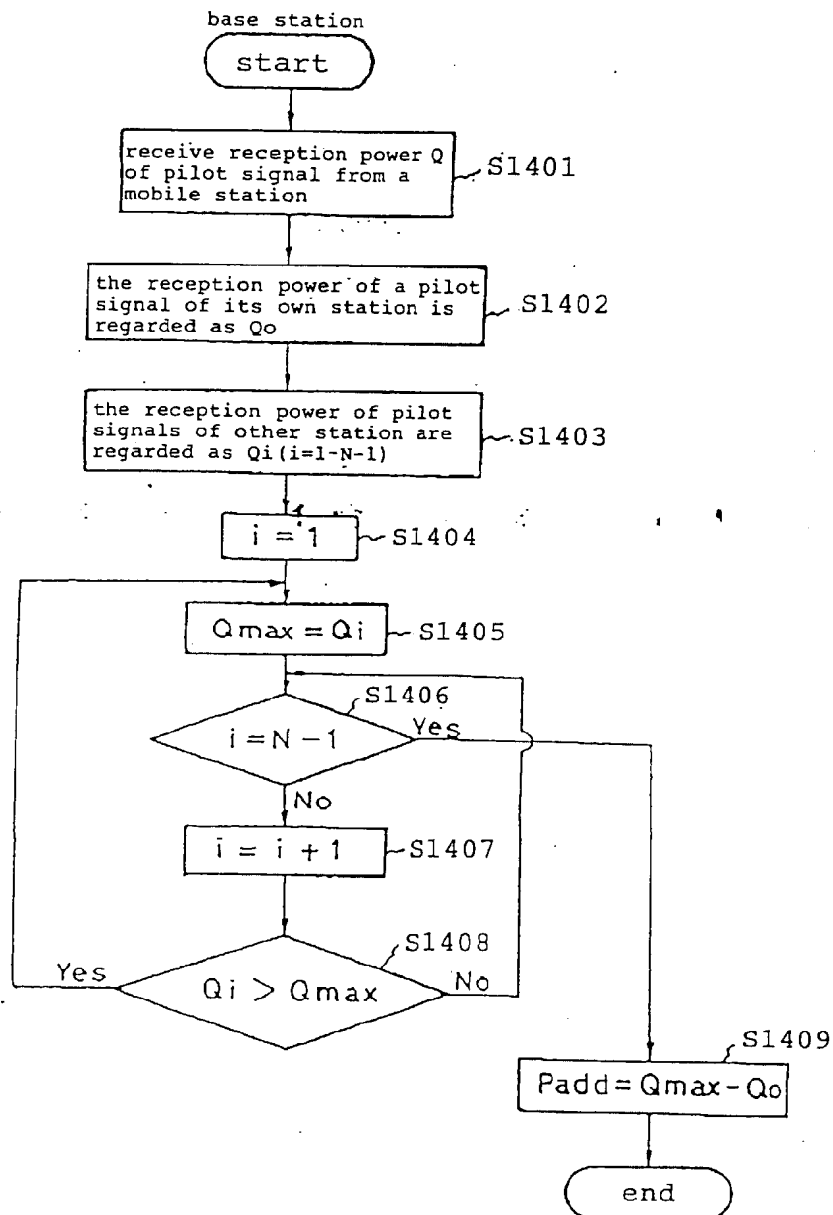 base station
start
receive reception power Q
of pilot signal from a
mobile station
S1401
the reception power of a pilot
signal of its own station is
regarded as Qo
S1402
the reception power of pilot
signals of other station are
regarded as Qi(i=1-N-1)
S1403
i = 1
S1404
Qmax = Qi
S1405
S1406
i = N - 1
Yes
No
i = i + 1
S1407
S1408
Yes
Qi > Qmax
No
S1409
Padd = Qmax - Qo
end